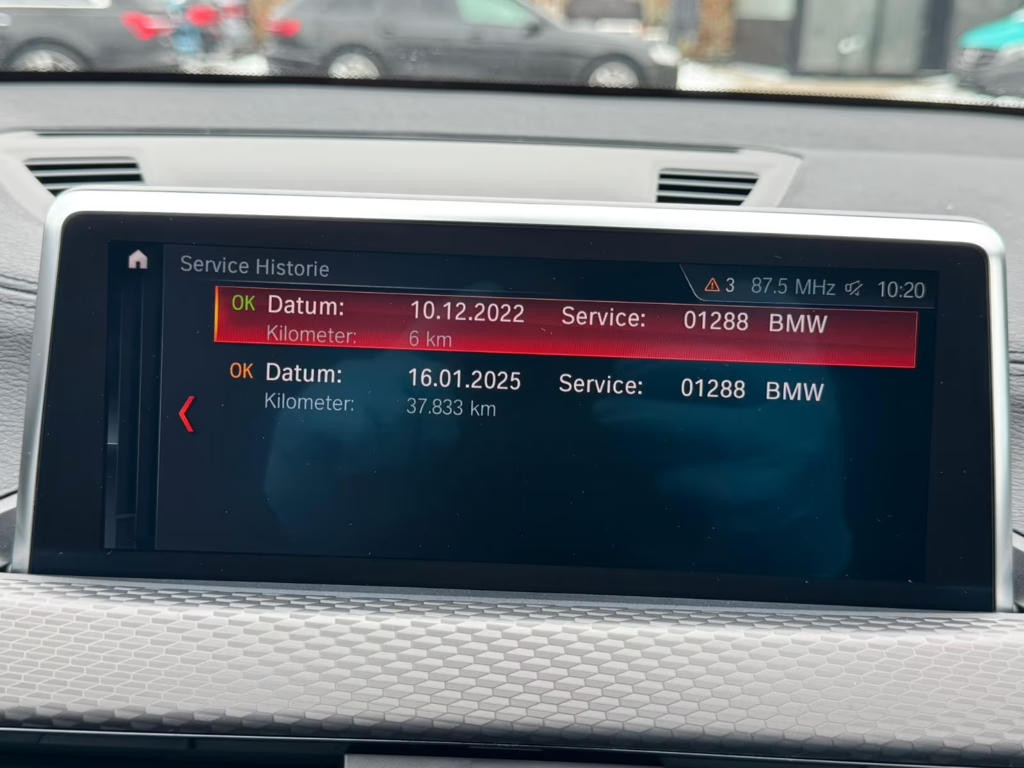 Service Historie
3 87.5 MHz 10:20
OK Datum: 10.12.2022 Service: 01288 BMW
Kilometer: 6 km
OK Datum: 16.01.2025 Service: 01288 BMW
Kilometer: 37.833 km